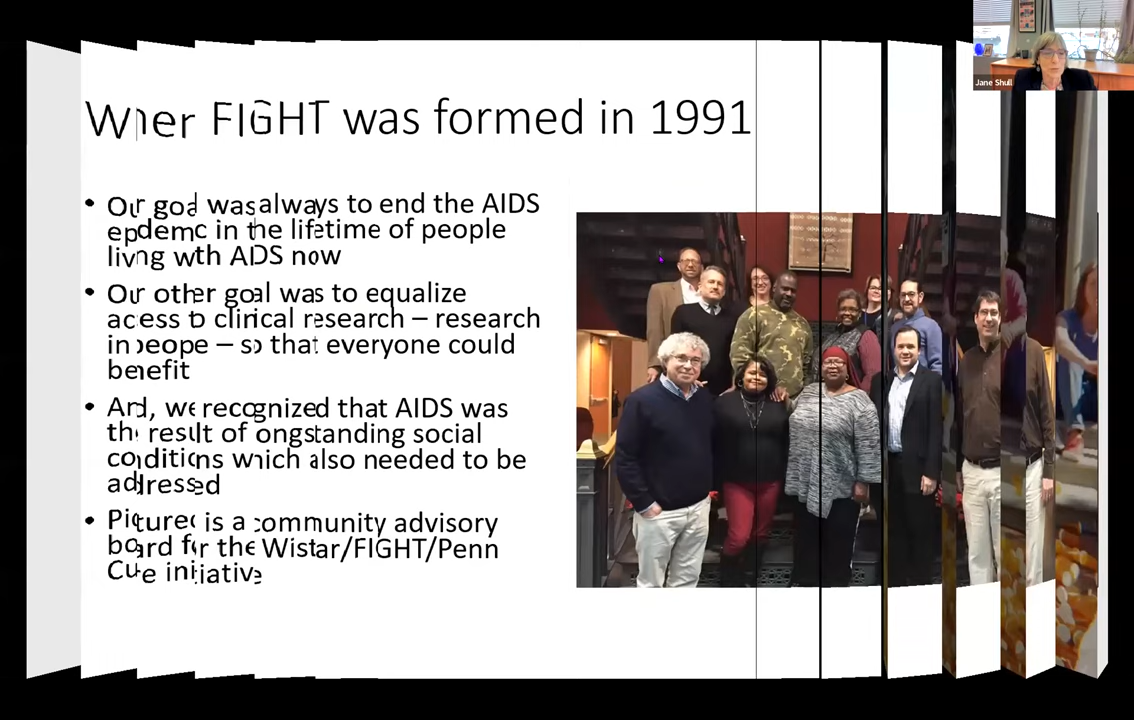 When FIGHT was formed in 1991
• Our goal was always to end the AIDS
epidemic in the lifetime of people
living with AIDS now
• Our other goal was to equalize
access to clinical research – research
in people – so that everyone could
benefit
• And, we recognized that AIDS was
the result of longstanding social
conditions which also needed to be
addressed
• Pictured is a community advisory
board for the Wistar/FIGHT/Penn
Cure initiative
Jane Shull